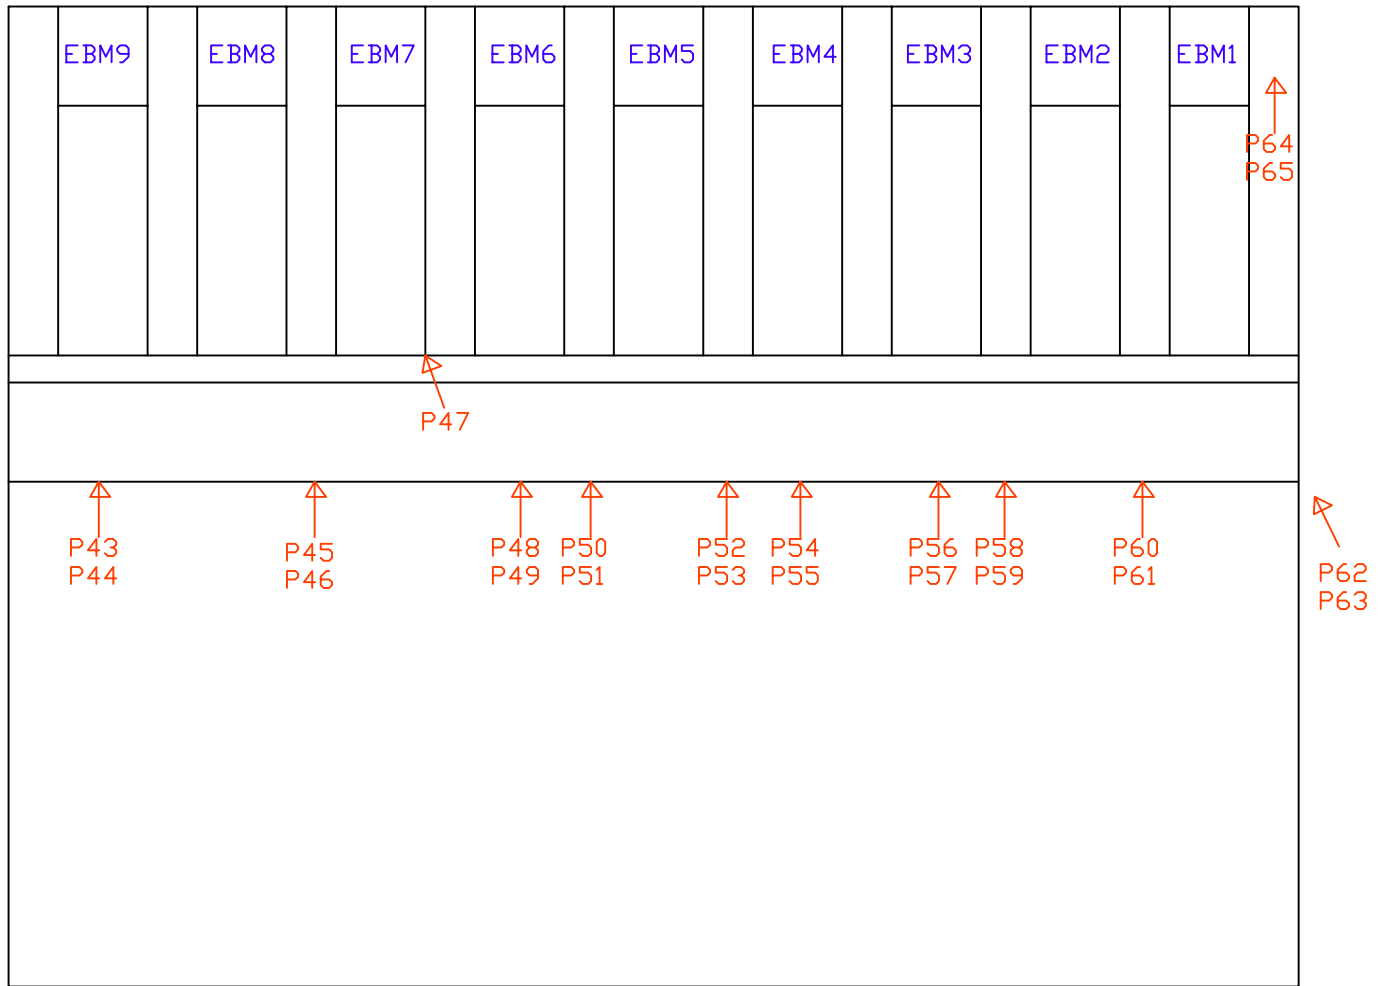 EBM9 EBM8 EBM7 EBM6 EBM5 EBM4 EBM3 EBM2 EBM1
P64
P65
P47
P43 P45 P48 P50 P52 P54 P56 P58 P60
P44 P46 P49 P51 P53 P55 P57 P59 P61
P62
P63